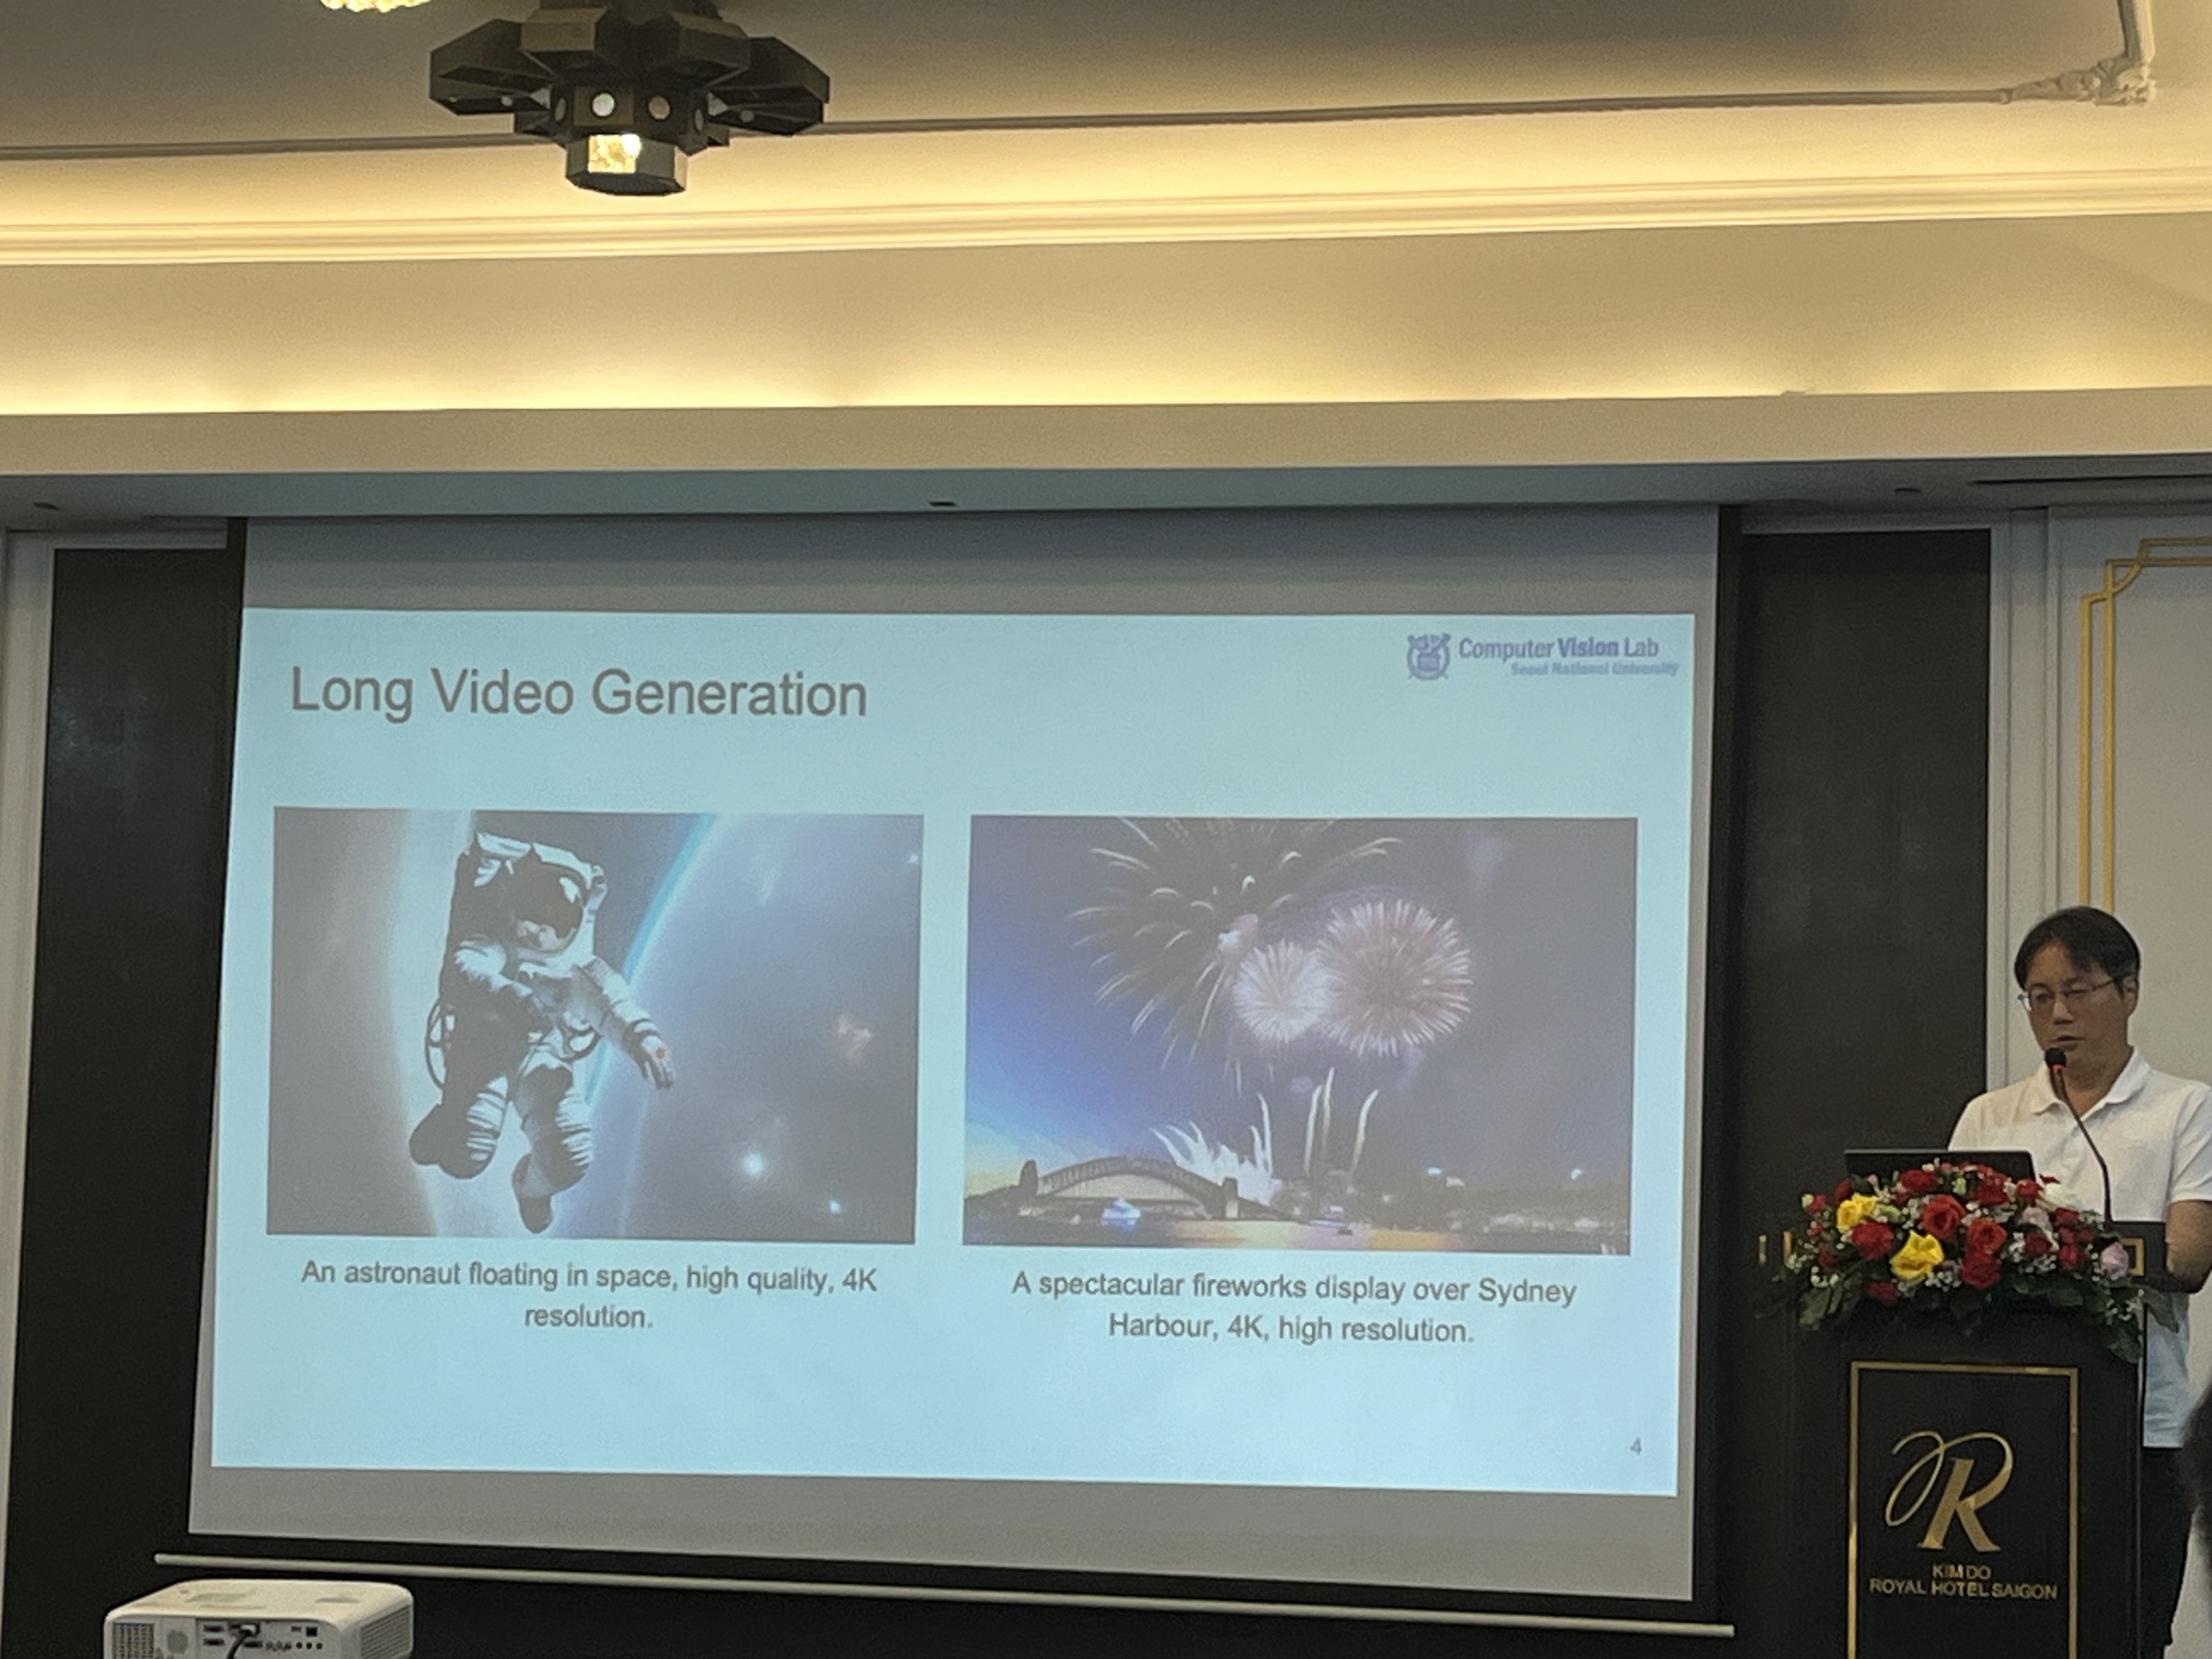 Long Video Generation
Computer Vision Lab
Seoul National University
An astronaut floating in space, high quality, 4K
resolution.
A spectacular fireworks display over Sydney
Harbour, 4K, high resolution.
4
R
KIM DO
ROYAL HOTEL SAIGON